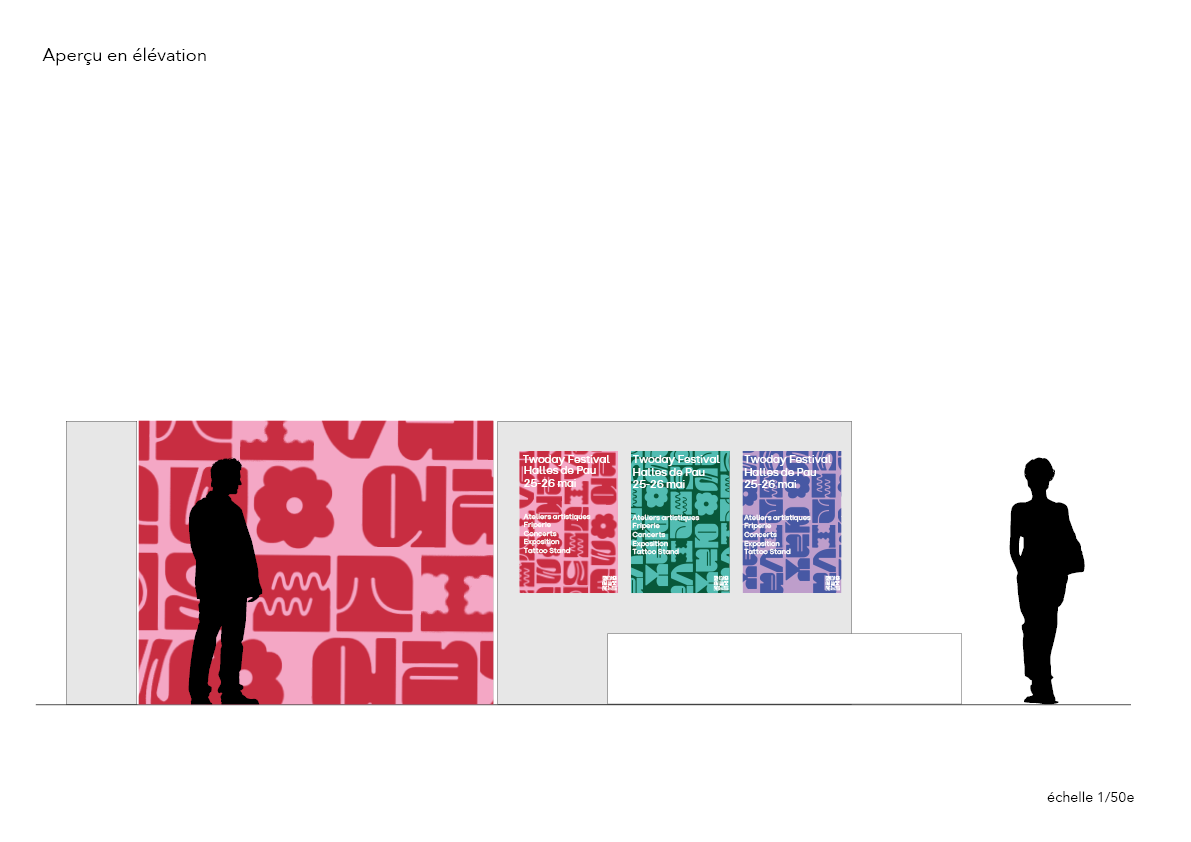 Aperçu en élévation
Twoday Festival
Halles de Pau
25-26 mai
Ateliers artistiques
Friperie
Concerts
Exposition
Tattoo Stand
Twoday Festival
Halles de Pau
25-26 mai
Ateliers artistiques
Friperie
Concerts
Exposition
Tattoo Stand
Twoday Festival
Halles de Pau
25-26 mai
Ateliers artistiques
Friperie
Concerts
Exposition
Tattoo Stand
échelle 1/50e